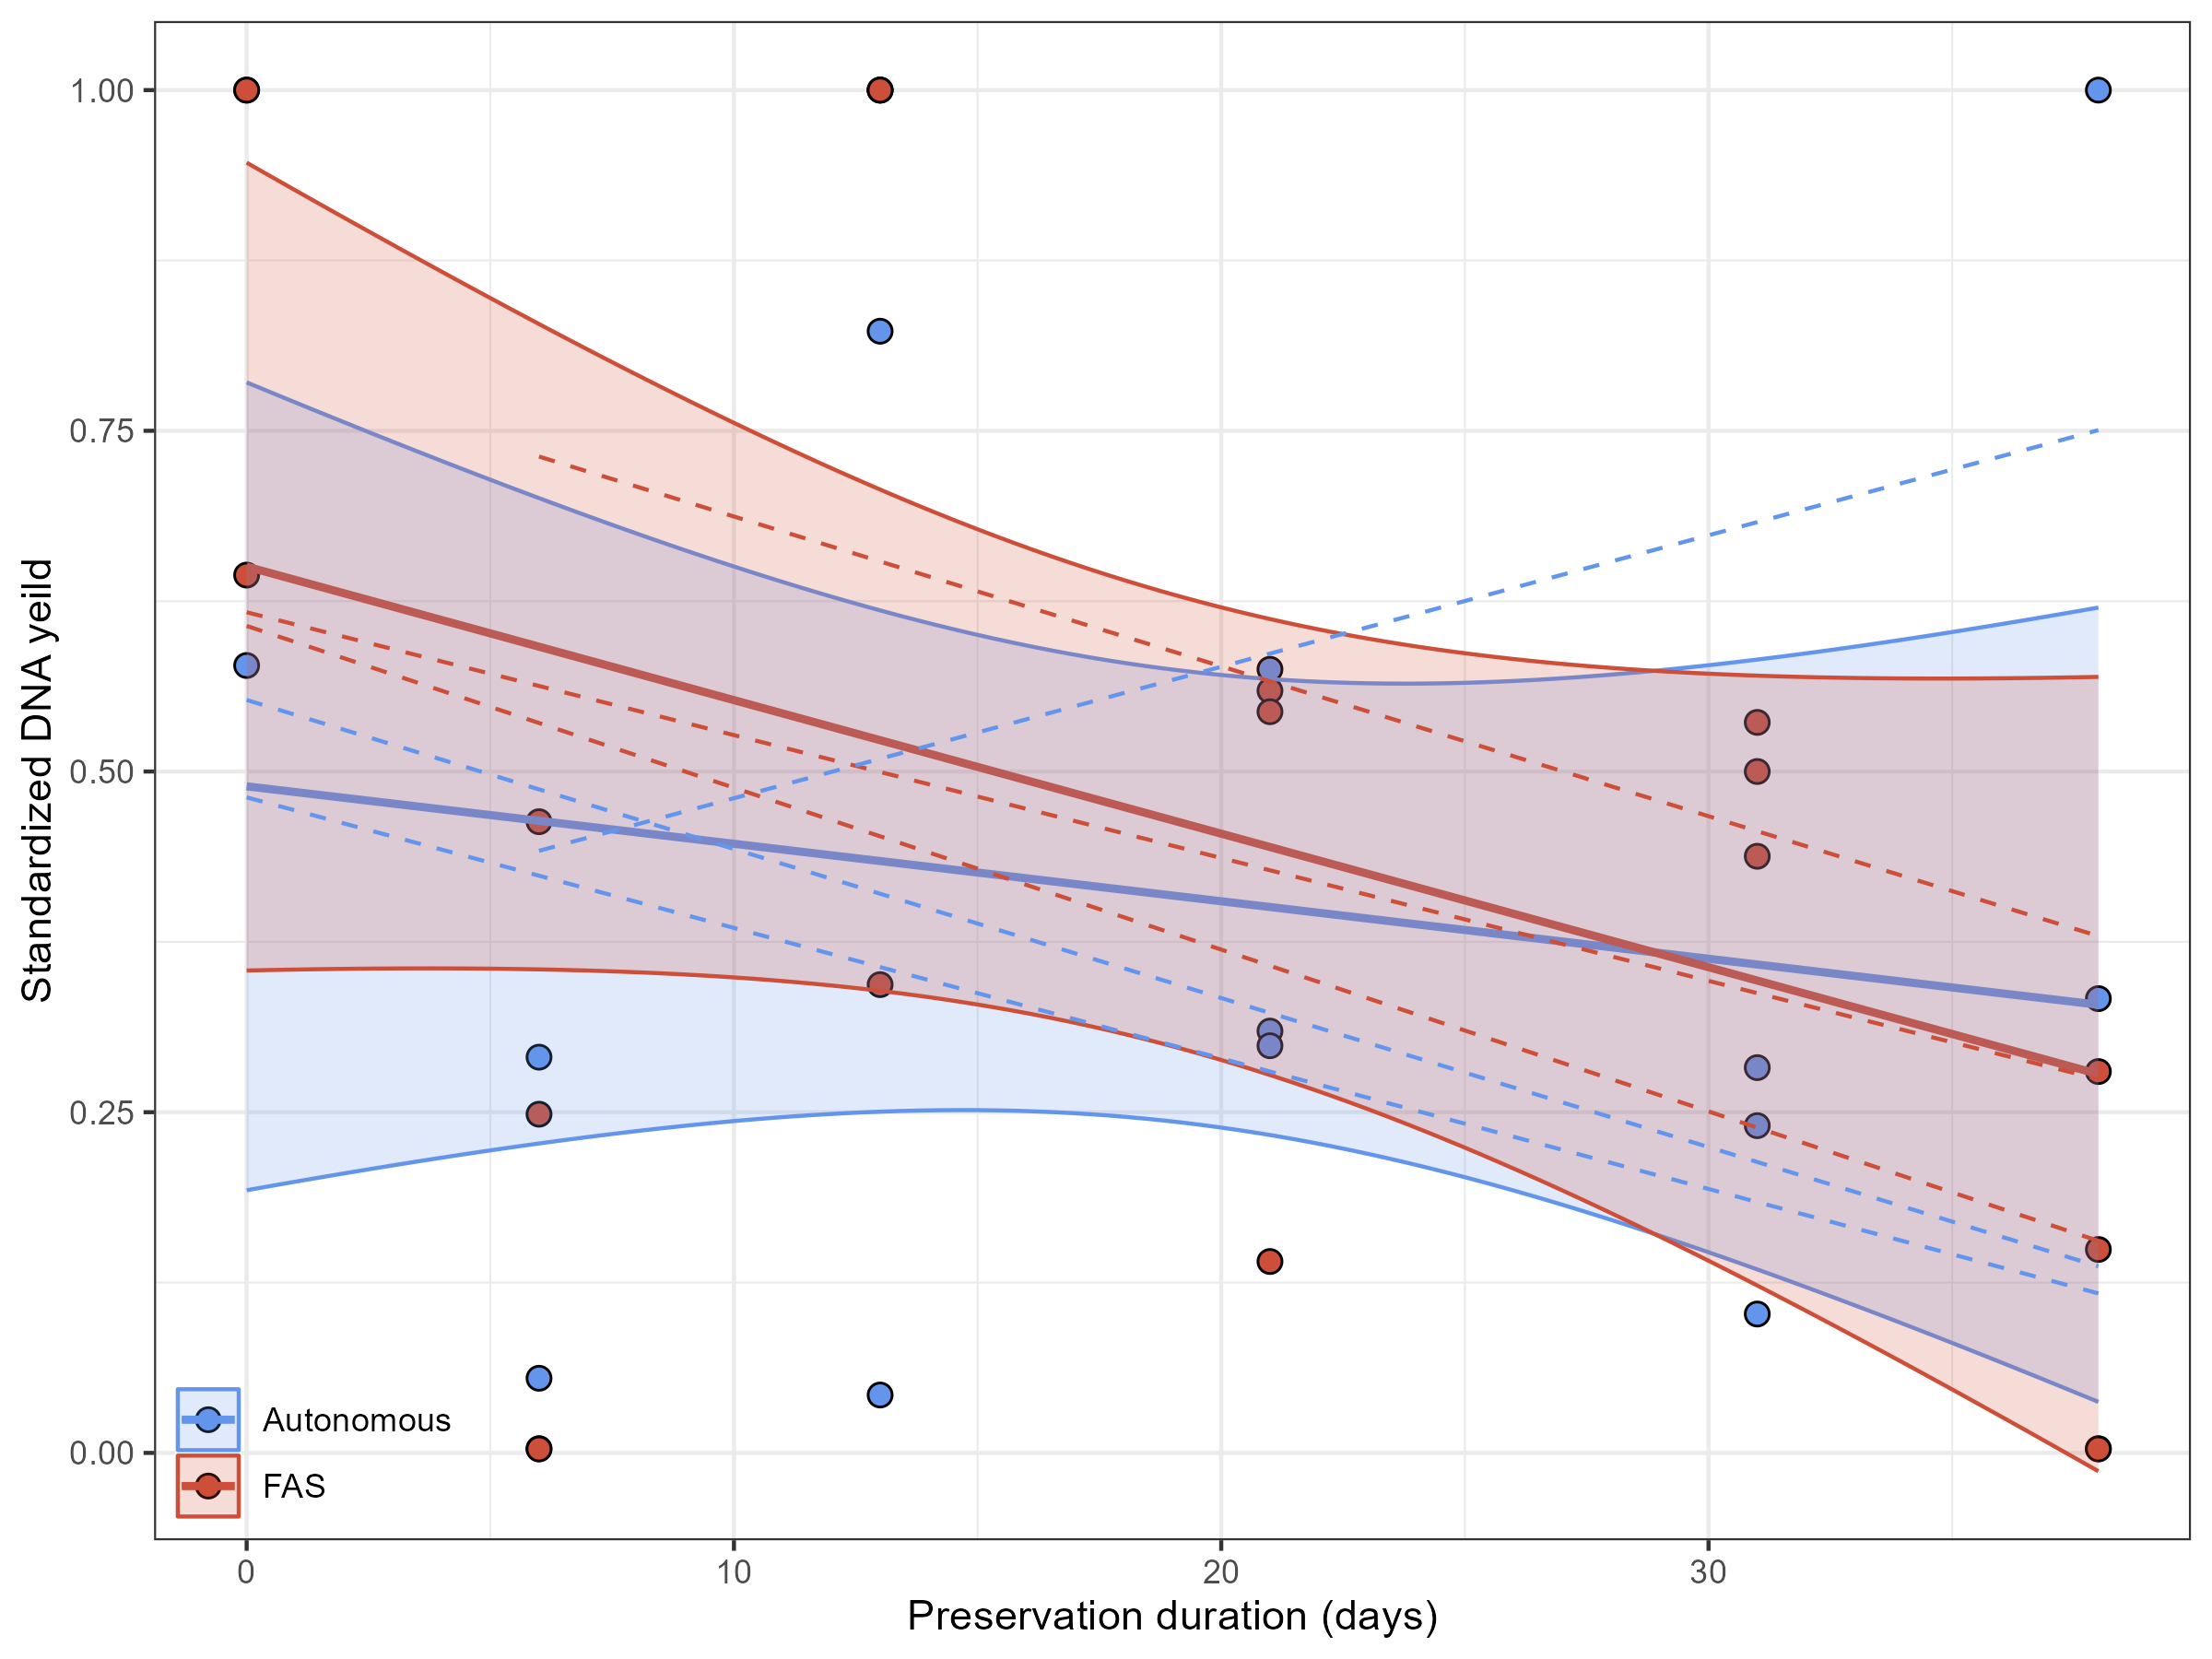 1.00
0.75
0.50
0.25
0.00
Standardized DNA yeild
Autonomous
FAS
0 10 20 30
Preservation duration (days)